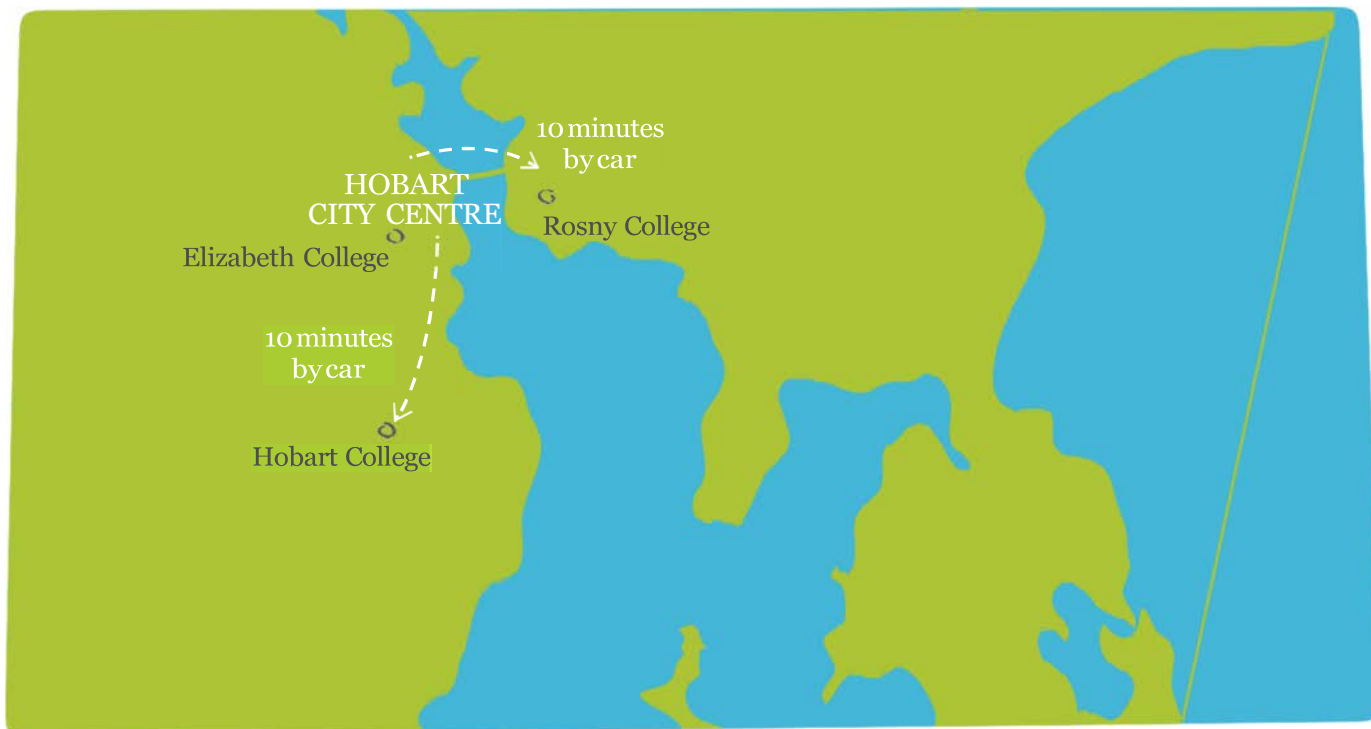 10 minutes
by car
HOBART
CITY CENTRE
Rosny College
Elizabeth College
10 minutes
by car
Hobart College